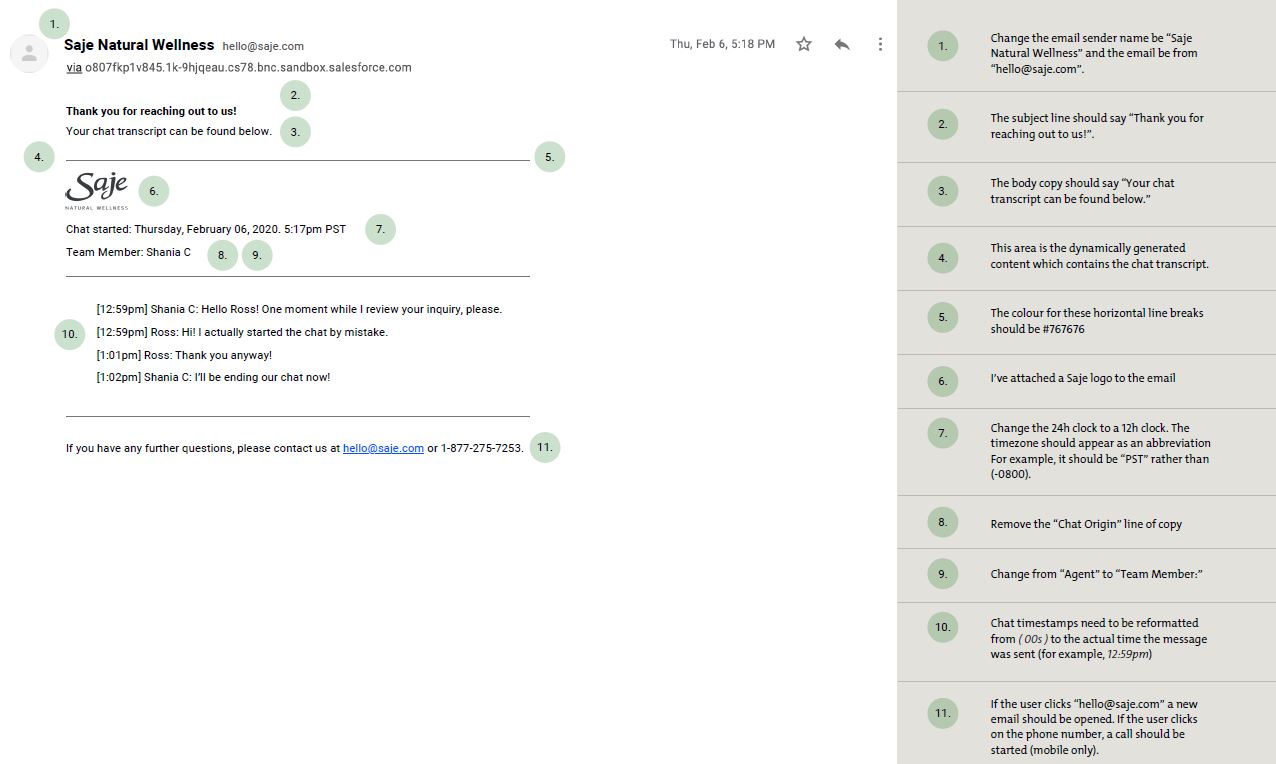 1.
Saje Natural Wellness hello@saje.com
Thu, Feb 6, 5:18 PM
via o807fkp1v845.1k-9hjqeau.cs78.bnc.sandbox.salesforce.com
2.
Thank you for reaching out to us!
Your chat transcript can be found below.
3.
4.
5.
Saje
NATURAL WELLNESS
6.
Chat started: Thursday, February 06, 2020. 5:17pm PST
7.
Team Member: Shania C
8.
9.
[12:59pm] Shania C: Hello Ross! One moment while I review your inquiry, please.
10.
[12:59pm] Ross: Hi! I actually started the chat by mistake.
[1:01pm] Ross: Thank you anyway!
[1:02pm] Shania C: I'll be ending our chat now!
If you have any further questions, please contact us at hello@saje.com or 1-877-275-7253.
11.
1.
Change the email sender name be “Saje
Natural Wellness” and the email be from
“hello@saje.com”.
2.
The subject line should say “Thank you for
reaching out to us!”.
3.
The body copy should say “Your chat
transcript can be found below.”
4.
This area is the dynamically generated
content which contains the chat transcript.
5.
The colour for these horizontal line breaks
should be #767676
6.
I’ve attached a Saje logo to the email
7.
Change the 24h clock to a 12h clock. The
timezone should appear as an abbreviation
For example, it should be “PST” rather than
(-0800).
8.
Remove the “Chat Origin” line of copy
9.
Change from “Agent” to “Team Member:”
10.
Chat timestamps need to be reformatted
from ( 00s ) to the actual time the message
was sent (for example, 12:59pm)
11.
If the user clicks “hello@saje.com” a new
email should be opened. If the user clicks
on the phone number, a call should be
started (mobile only).